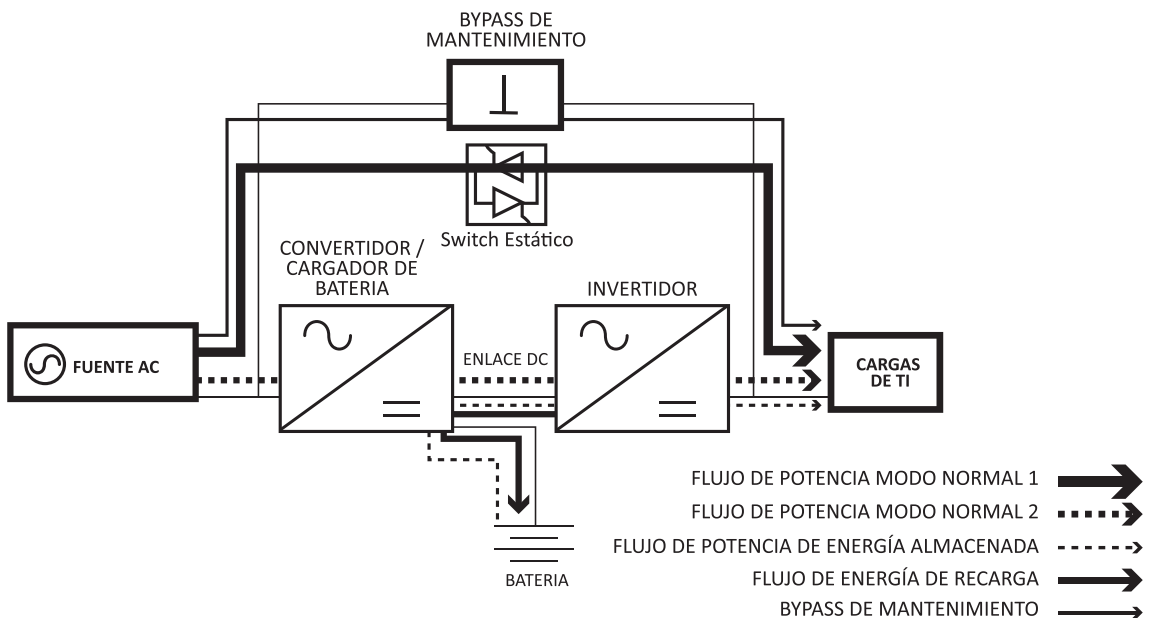 BYPASS DE
MANTENIMIENTO
Switch Estático
CONVERTIDOR /
CARGADOR DE
BATERIA
INVERTIDOR
FUENTE AC
ENLACE DC
CARGAS
DE TI
BATERIA
FLUJO DE POTENCIA MODO NORMAL 1
FLUJO DE POTENCIA MODO NORMAL 2
FLUJO DE POTENCIA DE ENERGÍA ALMACENADA
FLUJO DE ENERGÍA DE RECARGA
BYPASS DE MANTENIMIENTO